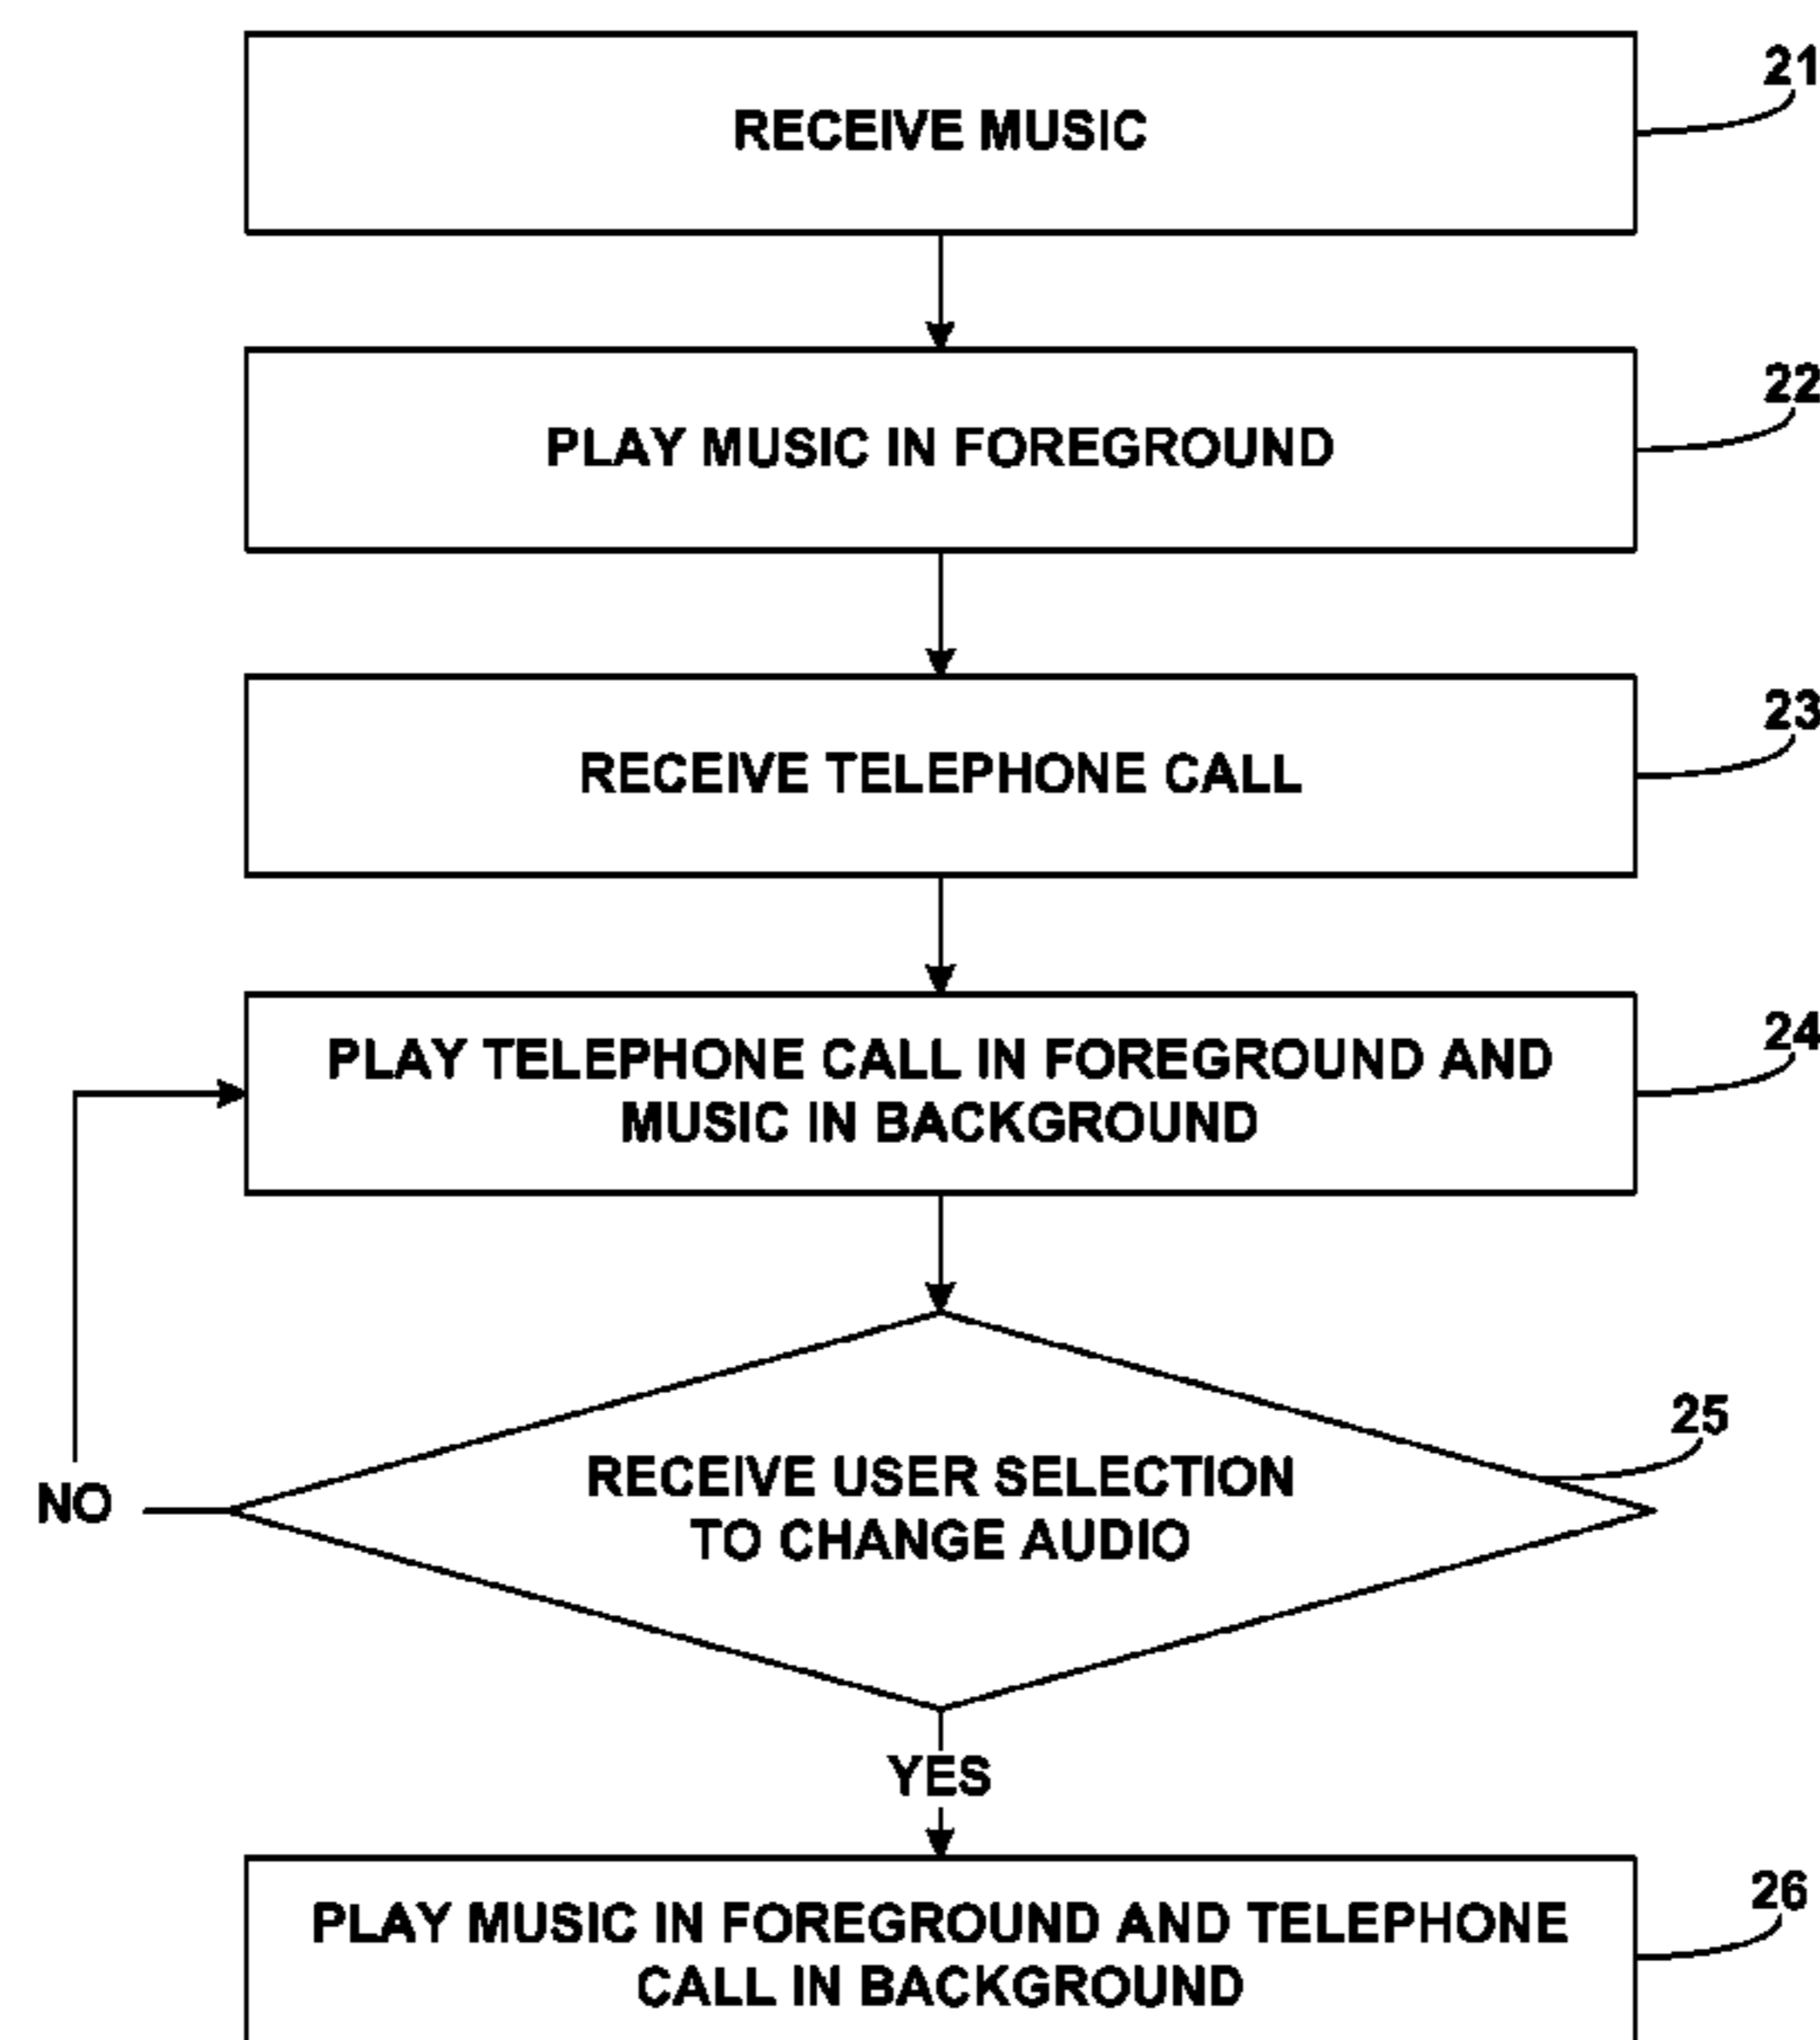 21
RECEIVE MUSIC
22
PLAY MUSIC IN FOREGROUND
23
RECEIVE TELEPHONE CALL
24
PLAY TELEPHONE CALL IN FOREGROUND AND
MUSIC IN BACKGROUND
25
RECEIVE USER SELECTION
TO CHANGE AUDIO
NO
YES
26
PLAY MUSIC IN FOREGROUND AND TELEPHONE
CALL IN BACKGROUND